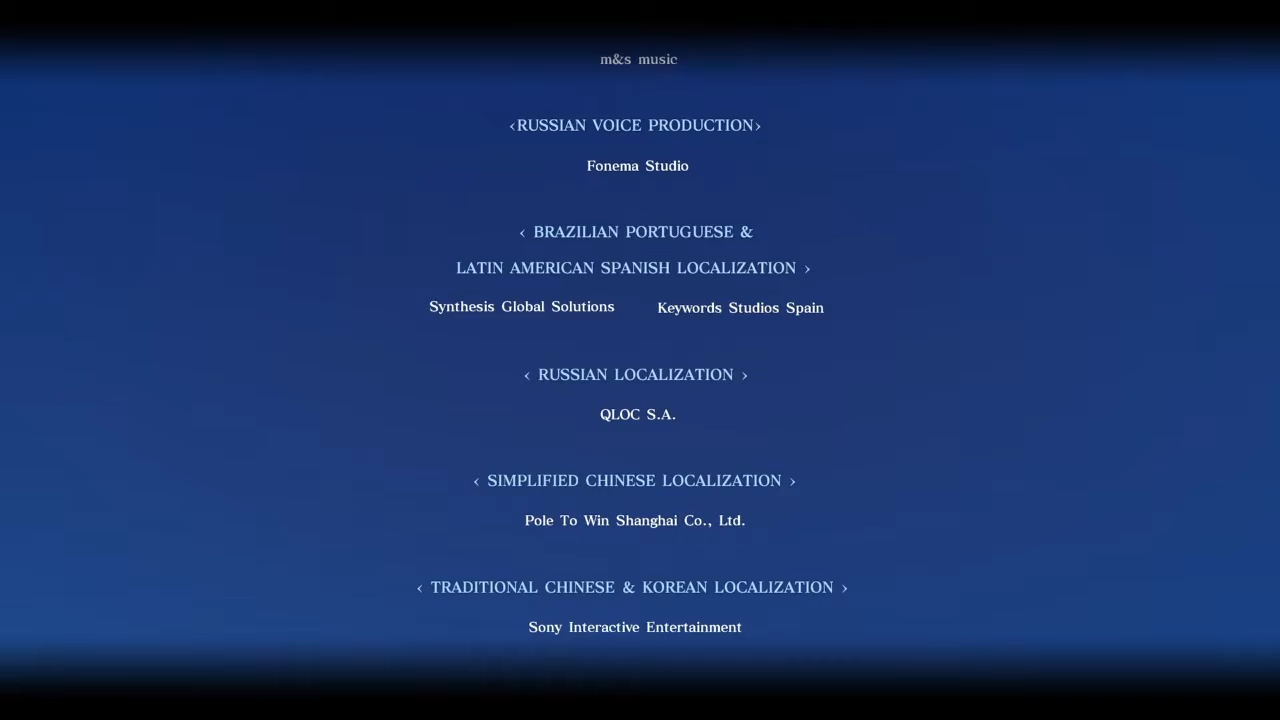 m&s music
‹RUSSIAN VOICE PRODUCTION›
Fonema Studio
‹ BRAZILIAN PORTUGUESE &
LATIN AMERICAN SPANISH LOCALIZATION ›
Synthesis Global Solutions Keywords Studios Spain
‹ RUSSIAN LOCALIZATION ›
QLOC S.A.
‹ SIMPLIFIED CHINESE LOCALIZATION ›
Pole To Win Shanghai Co., Ltd.
‹ TRADITIONAL CHINESE & KOREAN LOCALIZATION ›
Sony Interactive Entertainment